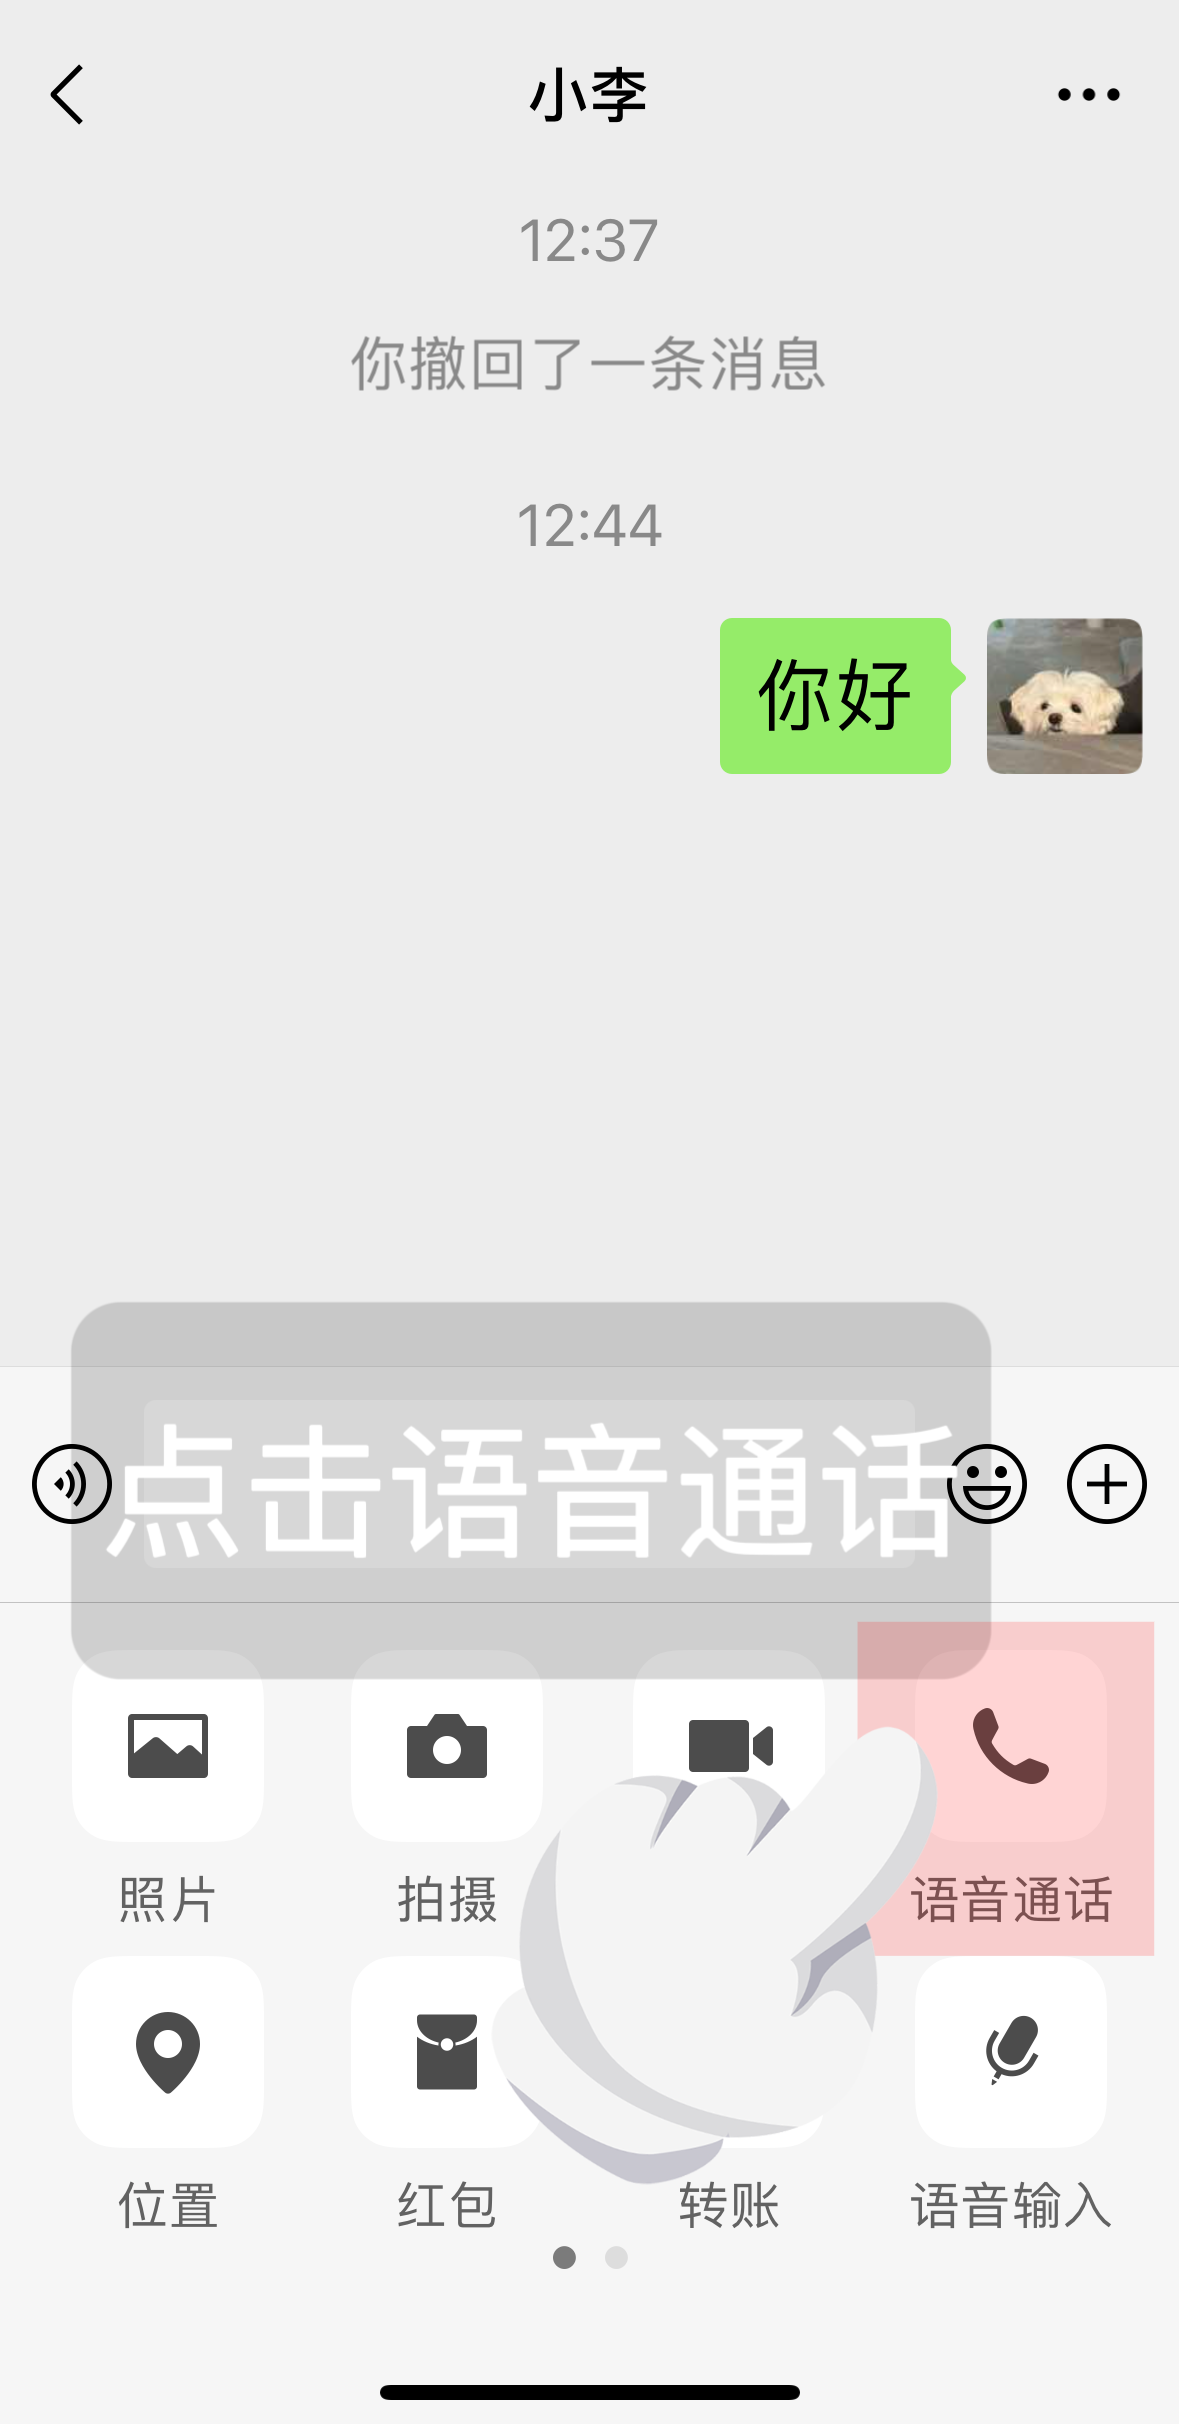 小李
12:37
你撤回了一条消息
12:44
你好
点击语音通话
照片
拍摄
语音通话
位置
红包
转账
语音输入